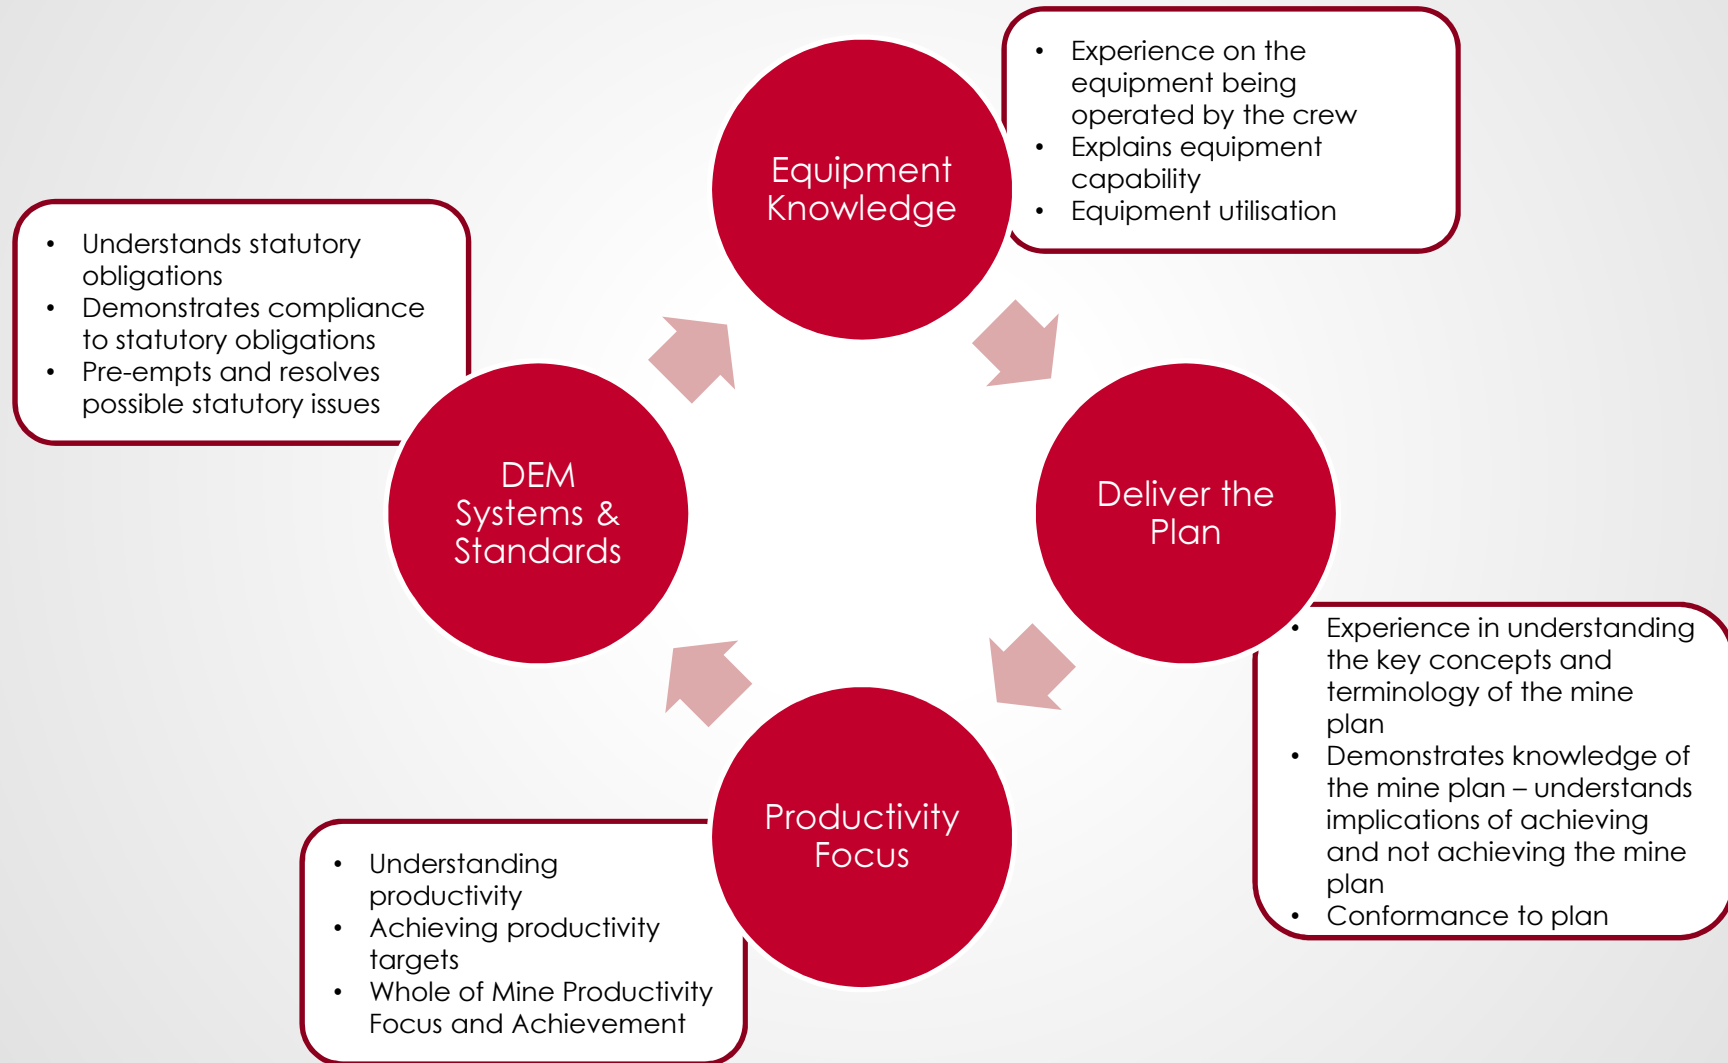 Equipment
Knowledge
• Experience on the
equipment being
operated by the crew
• Explains equipment
capability
• Equipment utilisation
Deliver the
Plan
• Experience in understanding
the key concepts and
terminology of the mine
plan
• Demonstrates knowledge of
the mine plan – understands
implications of achieving
and not achieving the mine
plan
• Conformance to plan
Productivity
Focus
• Understanding
productivity
• Achieving productivity
targets
• Whole of Mine Productivity
Focus and Achievement
DEM
Systems &
Standards
• Understands statutory
obligations
• Demonstrates compliance
to statutory obligations
• Pre-empts and resolves
possible statutory issues